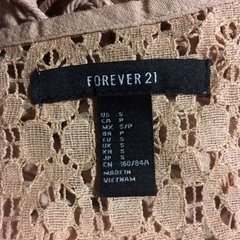 FOREVER 21
US S
CA P
MX S/P
BR P
EU S
UK S
KR S
JP S
CN 160/84A
MADE IN
VIETNAM